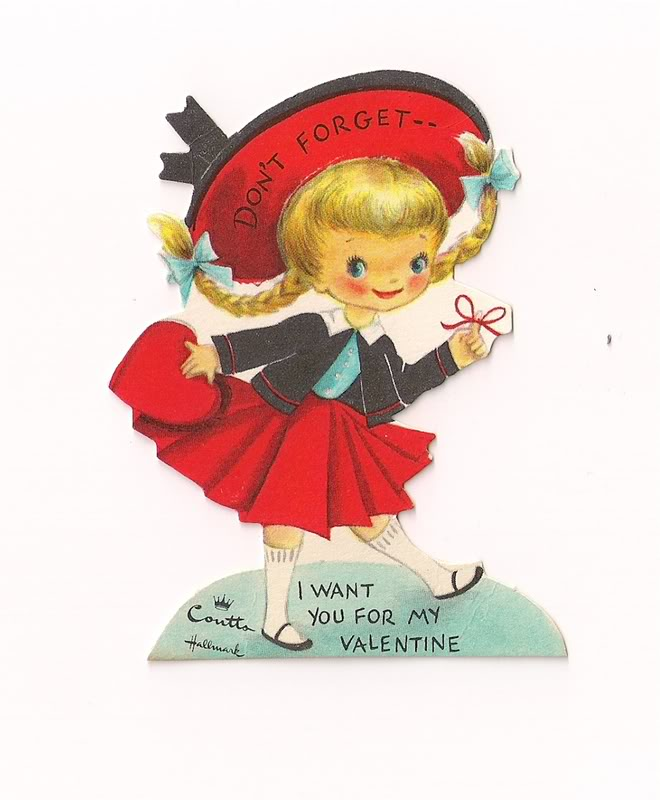 DON'T FORGET--
I WANT
YOU FOR MY
VALENTINE
Coutts
Hallmark